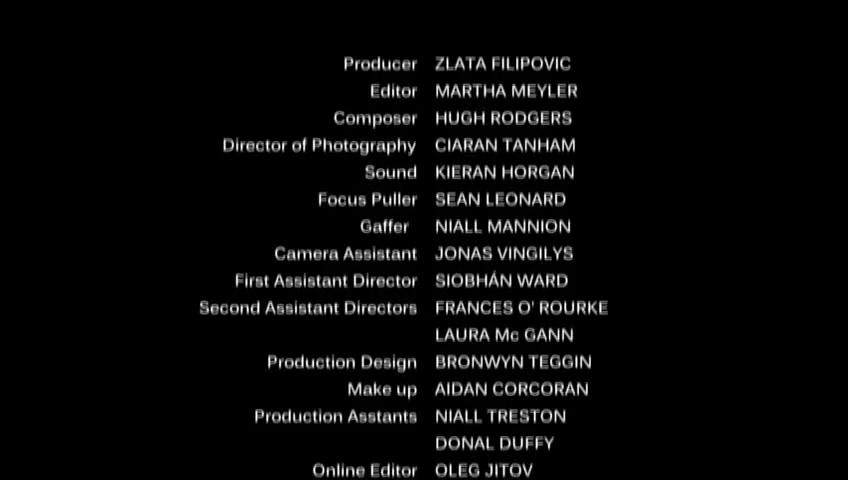 Producer ZLATA FILIPOVIC
Editor MARTHA MEYLER
Composer HUGH RODGERS
Director of Photography CIARAN TANHAM
Sound KIERAN HORGAN
Focus Puller SEAN LEONARD
Gaffer NIALL MANNION
Camera Assistant JONAS VINGILYS
First Assistant Director SIOBHÁN WARD
Second Assistant Directors FRANCES O' ROURKE
LAURA Mc GANN
Production Design BRONWYN TEGGIN
Make up AIDAN CORCORAN
Production Asstants NIALL TRESTON
DONAL DUFFY
Online Editor OLEG JITOV